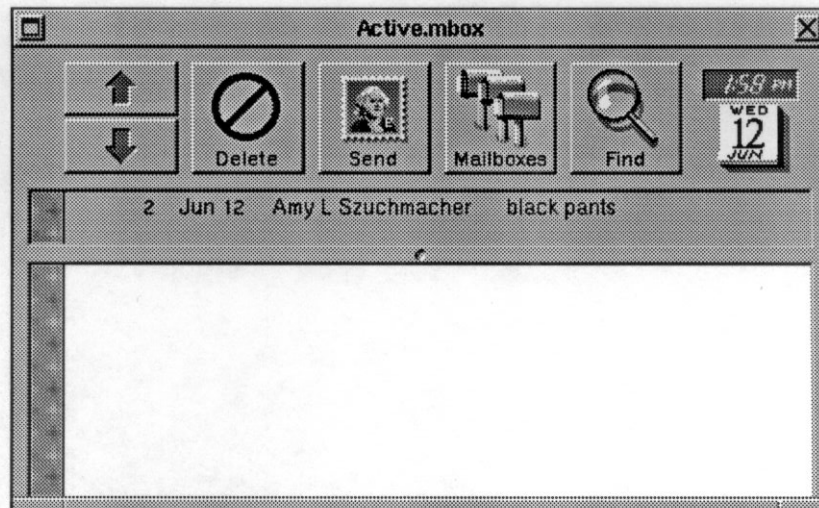 Active.mbox
1:59 PM
WED
12
JUN
Delete
Send
Mailboxes
Find
2 Jun 12 Amy L Szuchmacher black pants